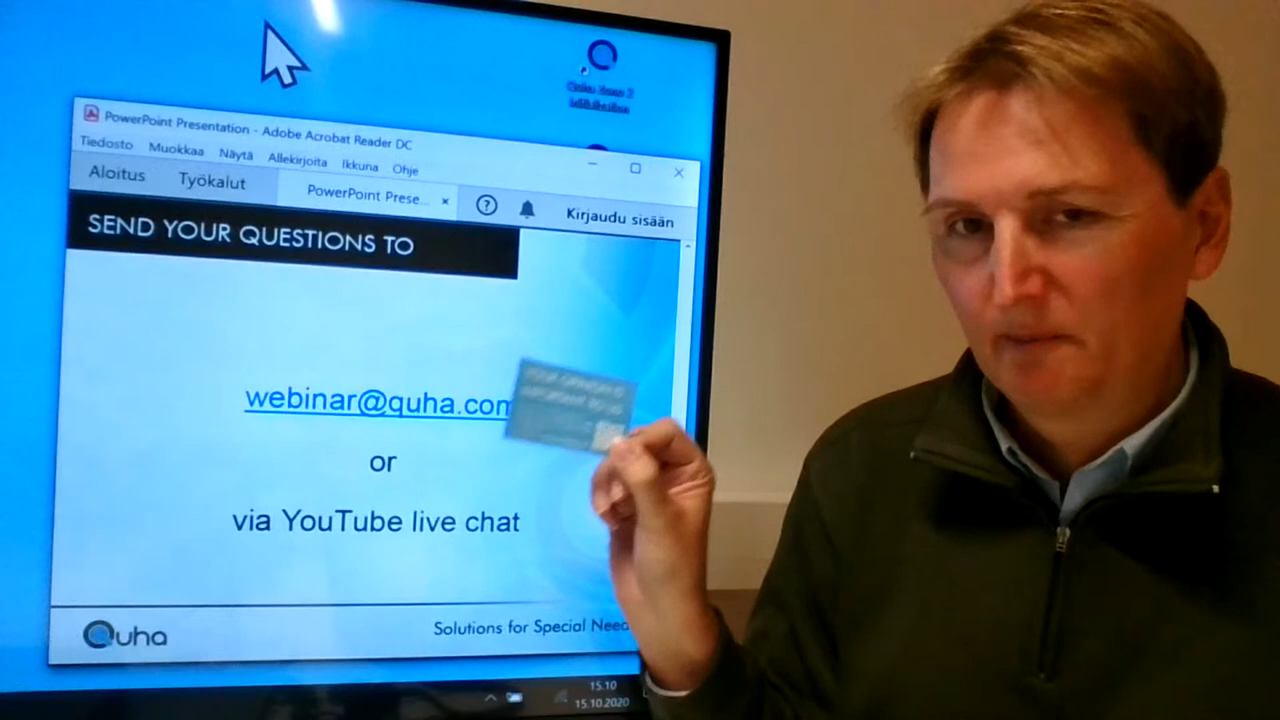 PowerPoint Presentation - Adobe Acrobat Reader DC
Tiedosto Muokkaa Näytä Allekirjoita Ikkuna Ohje
Aloitus Työkalut PowerPoint Prese... Kirjaudu sisään
SEND YOUR QUESTIONS TO
webinar@quha.com
or
via YouTube live chat
Quha
Solutions for Special Need
15.10
15.10.2020